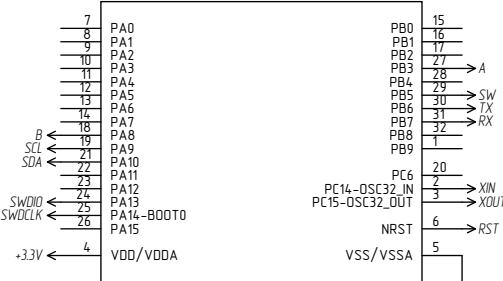 7 PA0 PB0 15
8 PA1 PB1 16
9 PA2 PB2 17
10 PA3 PB3 27 A
11 PA4 PB4 28
12 PA5 PB5 29 SW
13 PA6 PB6 30 TX
14 PA7 PB7 31 RX
B 18 PA8 PB8 32
SCL 19 PA9 PB9 1
SDA 21 PA10
22 PA11 PC6 20
23 PA12 PC14-OSC32_IN 2 XIN
SWDIO 24 PA13 PC15-OSC32_OUT 3 XOUT
SWDCLK 25 PA14-BOOT0
26 PA15 NRST 6 RST
+3.3V 4 VDD/VDDA VSS/VSSA 5